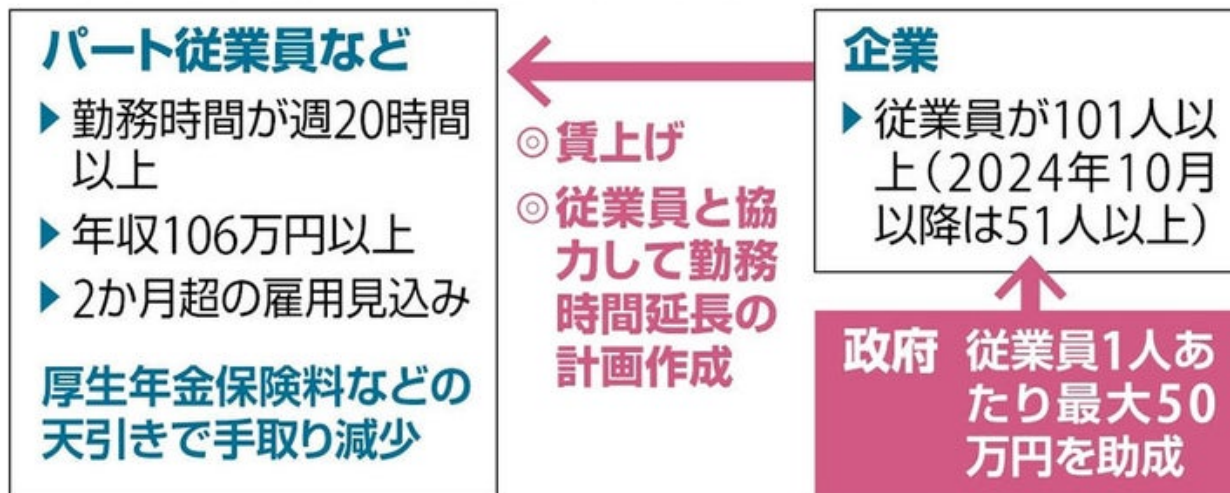 パート従業員など
▶勤務時間が週20時間
以上
▶年収106万円以上
▶2か月超の雇用見込み
厚生年金保険料などの
天引きで手取り減少
◎賃上げ
◎従業員と協
力して勤務
時間延長の
計画作成
企業
▶従業員が101人以
上(2024年10月
以降は51人以上)
政府 従業員1人あ
たり最大50
万円を助成